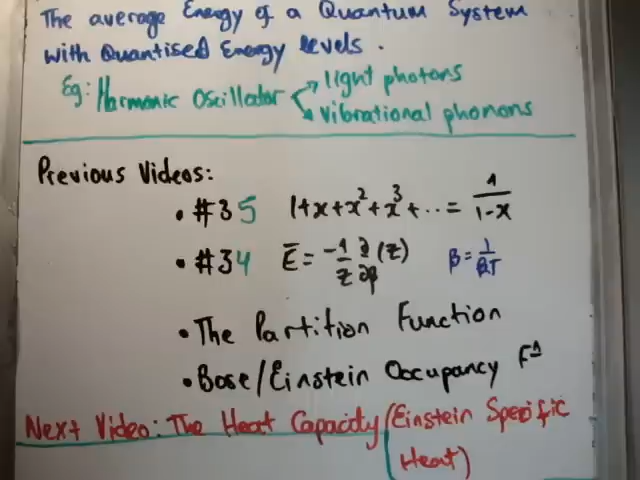 The average Energy of a Quantum System
with Quantised Energy levels.
Eg: Harmonic Oscillator light photons
vibrational phonons
Previous Videos:
• #35 1+x+x²+x³+..= 1/(1-x)
• #34 Ē = -1/Z ∂/∂β (Z) β = 1/kT
• The Partition Function
• Bose/Einstein Occupancy Fⁿ
Next Video: The Heat Capacity (Einstein Specific
Heat)